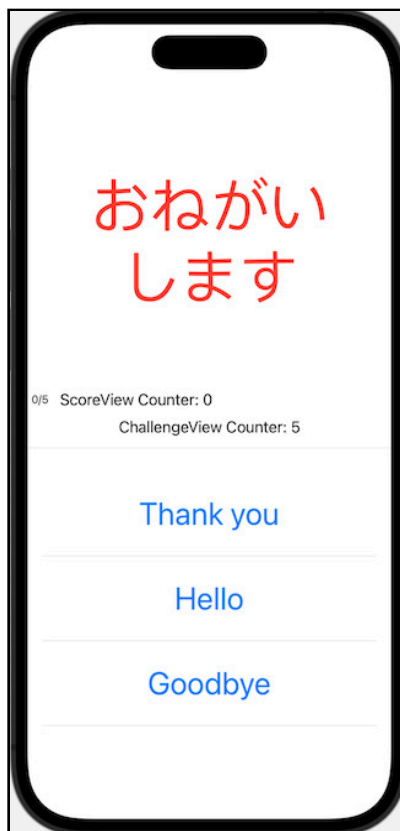 おねがい
します
0/5 ScoreView Counter: 0
ChallengeView Counter: 5
Thank you
Hello
Goodbye